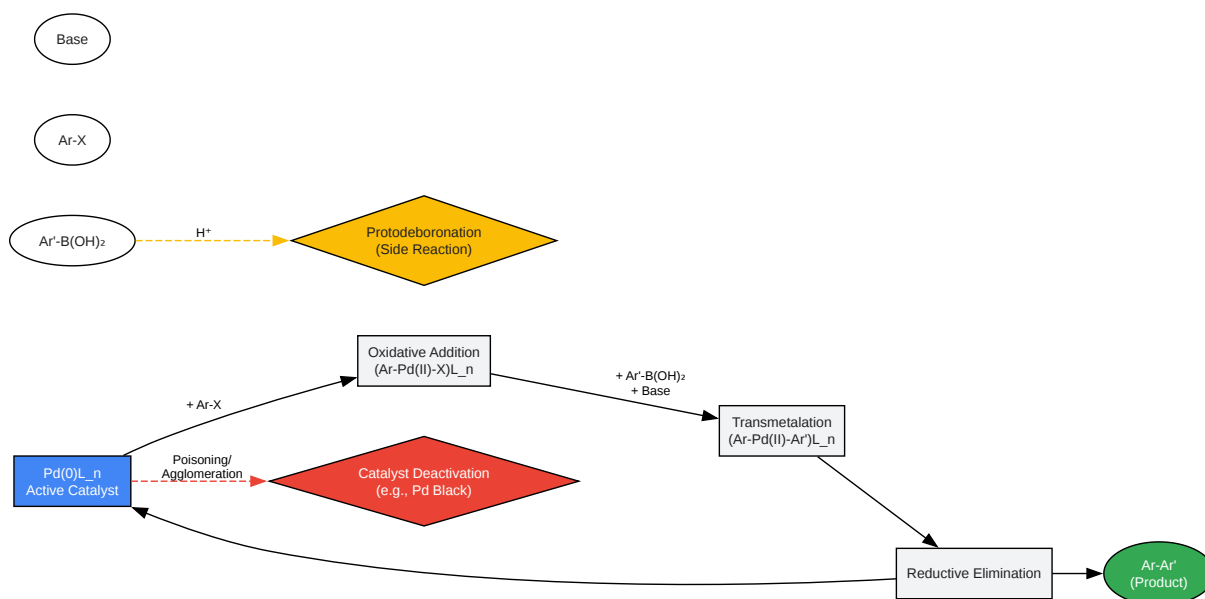 Base
Ar-X
Ar'-B(OH)₂
H⁺
Protodeboronation
(Side Reaction)
Oxidative Addition
(Ar-Pd(II)-X)L_n
+ Ar'-B(OH)₂
+ Base
+ Ar-X
Transmetalation
(Ar-Pd(II)-Ar')L_n
Pd(0)L_n
Active Catalyst
Poisoning/
Agglomeration
Catalyst Deactivation
(e.g., Pd Black)
Reductive Elimination
Ar-Ar'
(Product)